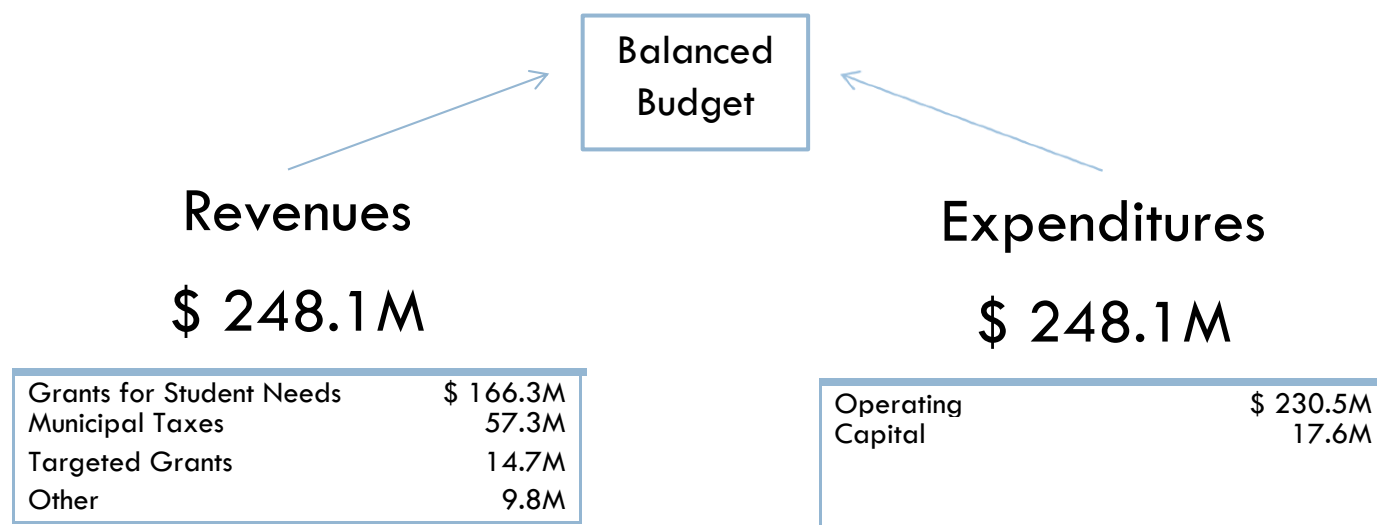 Balanced
Budget
Revenues
$ 248.1M
Grants for Student Needs $ 166.3M
Municipal Taxes 57.3M
Targeted Grants 14.7M
Other 9.8M
Expenditures
$ 248.1M
Operating $ 230.5M
Capital 17.6M